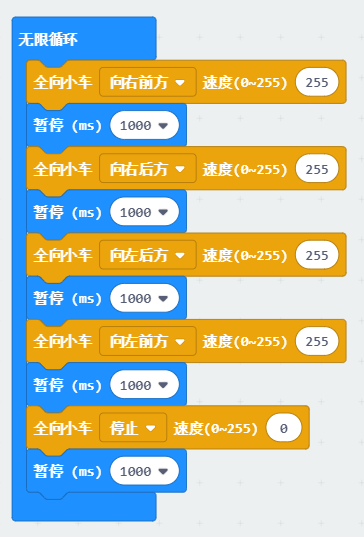 无限循环
全向小车 向右前方 速度(0~255) 255
暂停 (ms) 1000
全向小车 向右后方 速度(0~255) 255
暂停 (ms) 1000
全向小车 向左后方 速度(0~255) 255
暂停 (ms) 1000
全向小车 向左前方 速度(0~255) 255
暂停 (ms) 1000
全向小车 停止 速度(0~255) 0
暂停 (ms) 1000